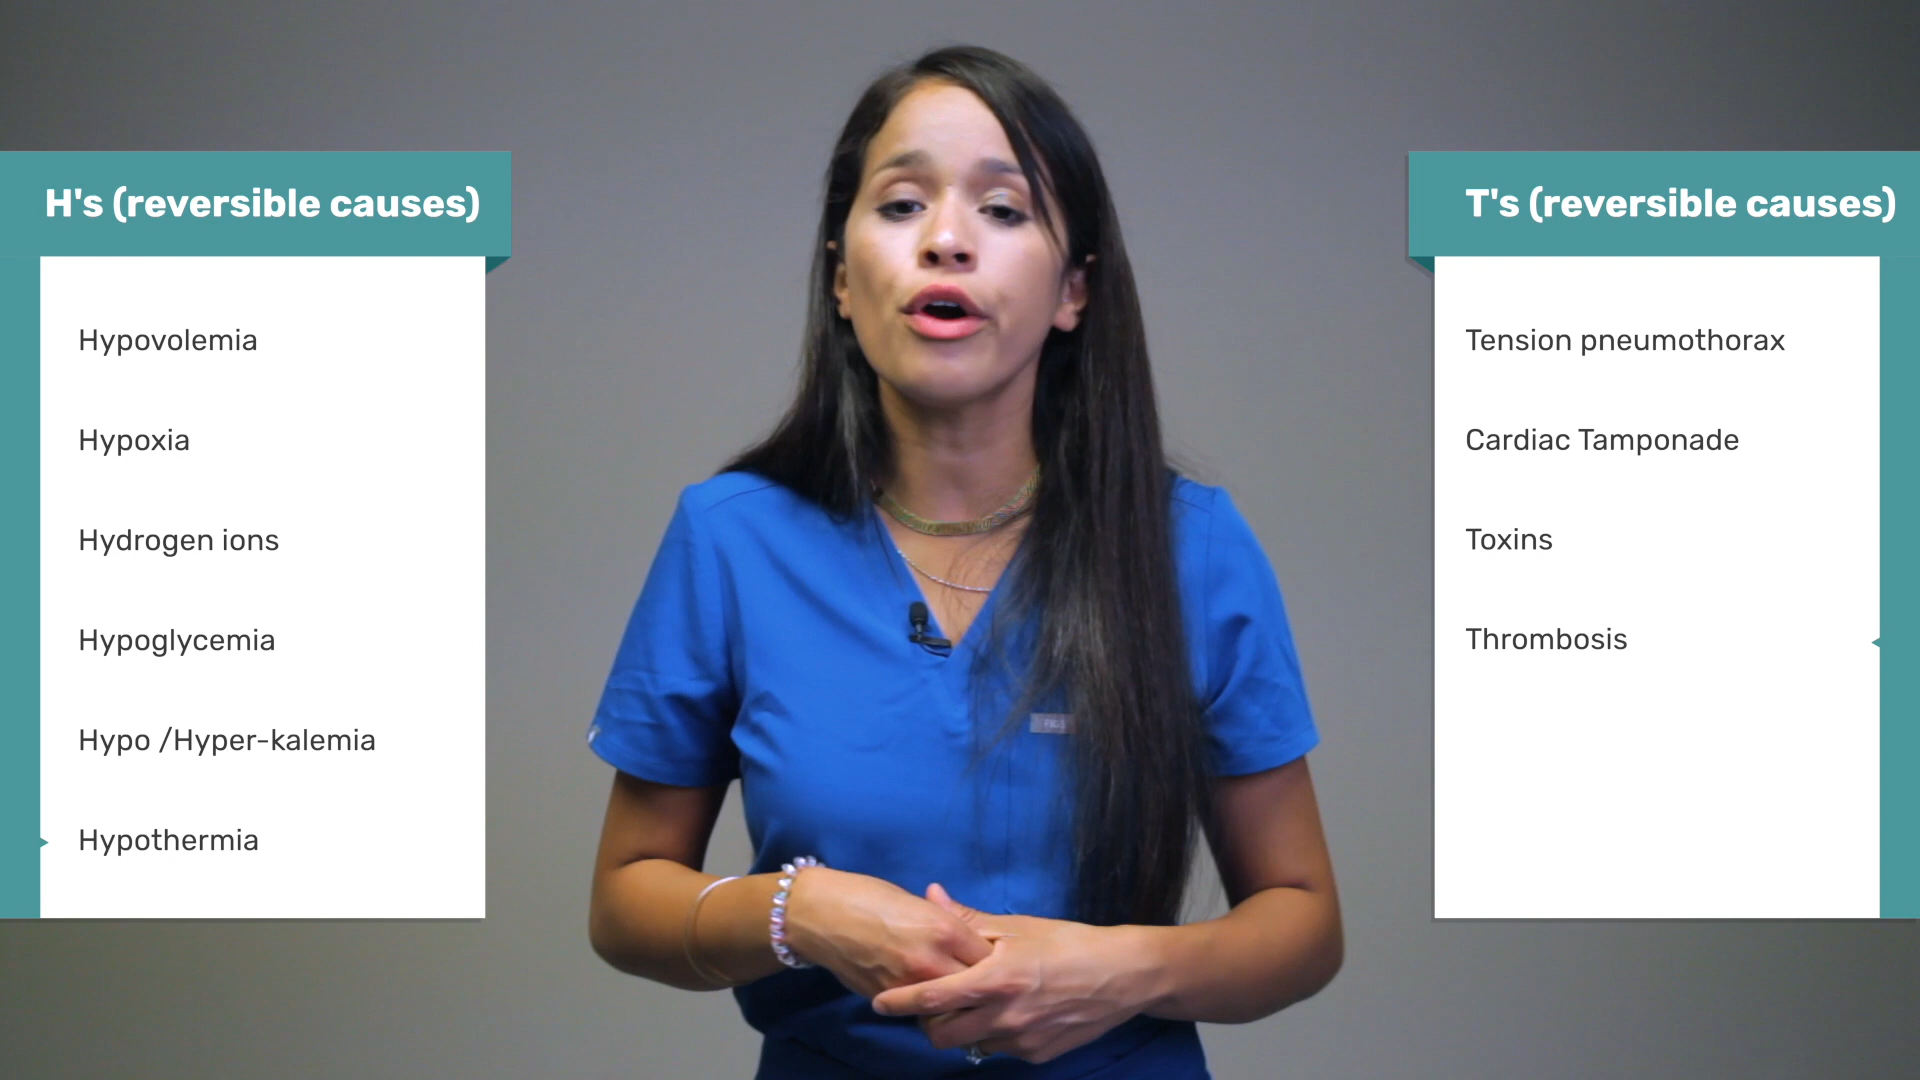 H's (reversible causes)
Hypovolemia
Hypoxia
Hydrogen ions
Hypoglycemia
Hypo /Hyper-kalemia
Hypothermia
T's (reversible causes)
Tension pneumothorax
Cardiac Tamponade
Toxins
Thrombosis
FIGS